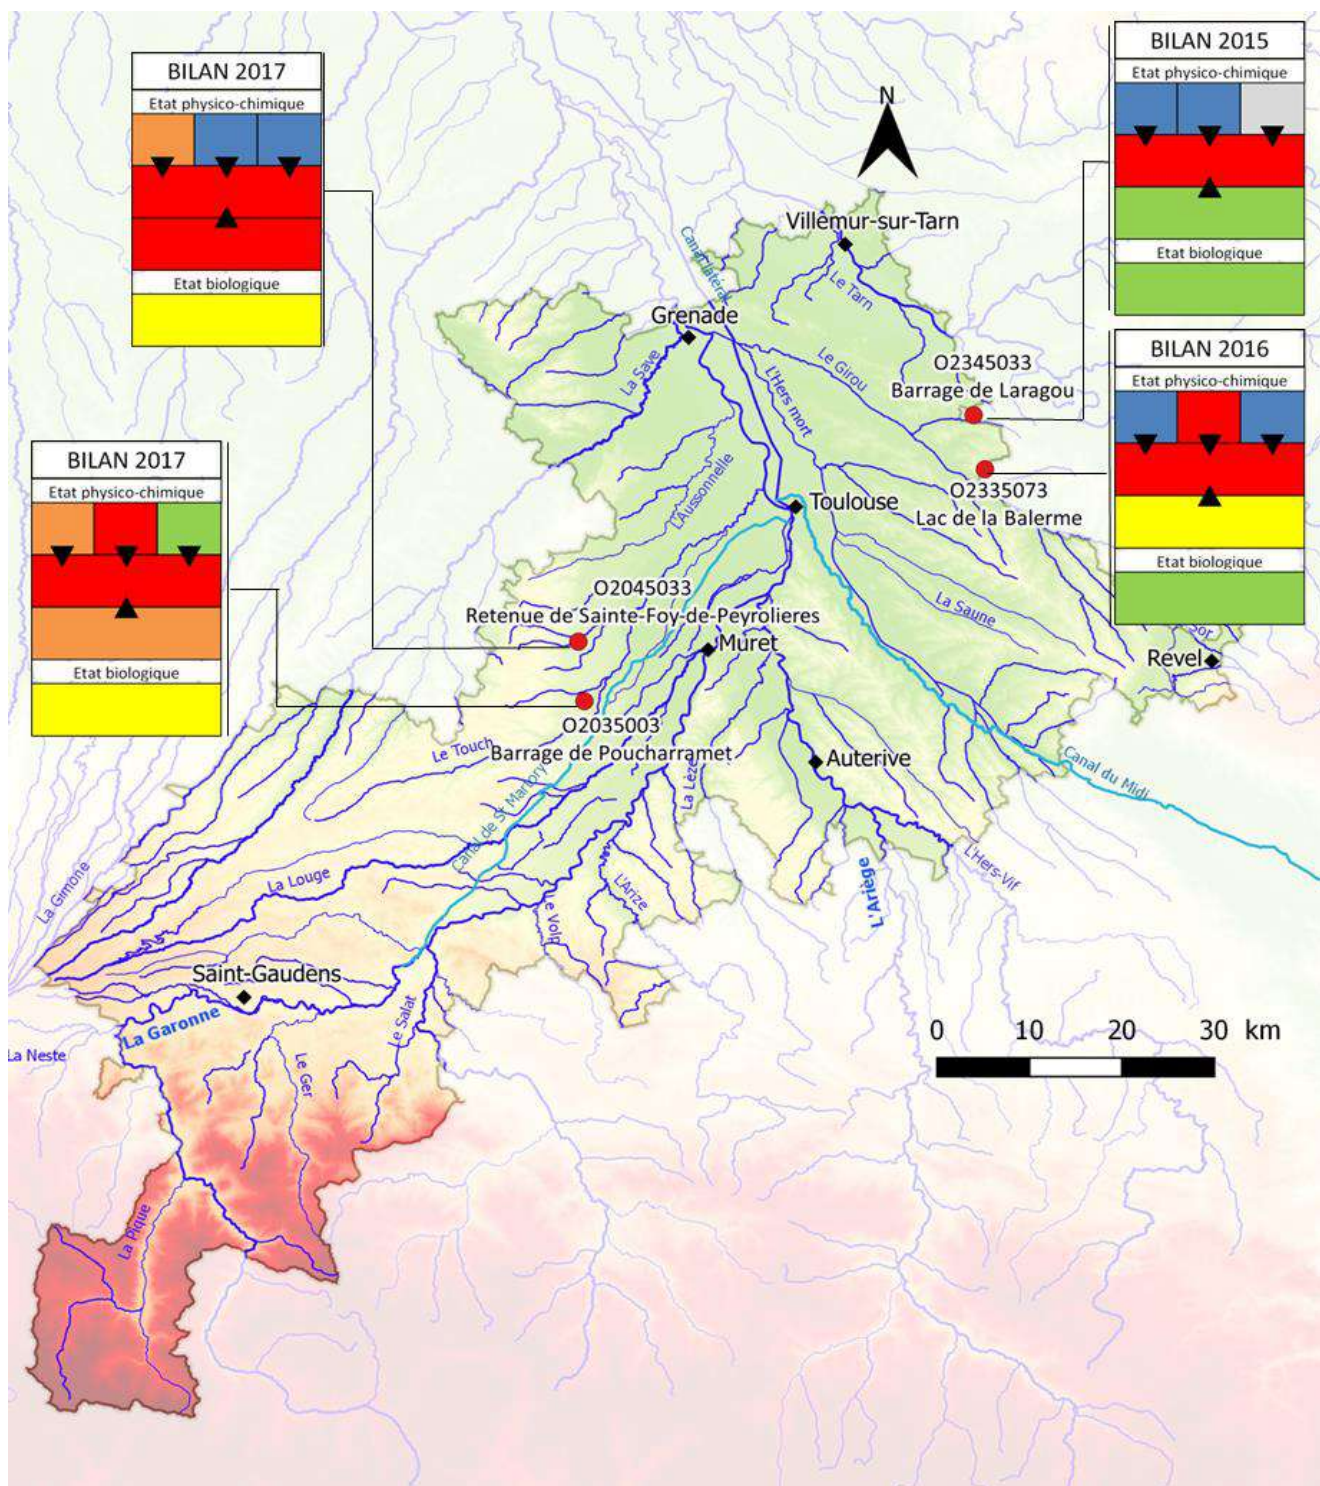 BILAN 2017
Etat physico-chimique
Etat biologique
BILAN 2015
Etat physico-chimique
Etat biologique
BILAN 2016
Etat physico-chimique
Etat biologique
BILAN 2017
Etat physico-chimique
Etat biologique
N
Villemur-sur-Tarn
Canal latéral
Le Tarn
Grenade
La Save
Le Girou
L'Hers mort
O2345033
Barrage de Laragou
O2335073
Lac de la Balerme
L'Aussonnelle
Toulouse
La Saune
O2045033
Retenue de Sainte-Foy-de-Peyrolieres
Muret
Sor
Revel
O2035003
Barrage de Poucharramet
Le Touch
Auterive
Canal du Midi
La Lèze
Canal de St Martory
La Gimone
La Louge
L'Arize
Le Volp
L'Ariège
L'Hers-Vif
Saint-Gaudens
La Garonne
Le Salat
La Neste
Le Ger
La Pique
0 10 20 30 km